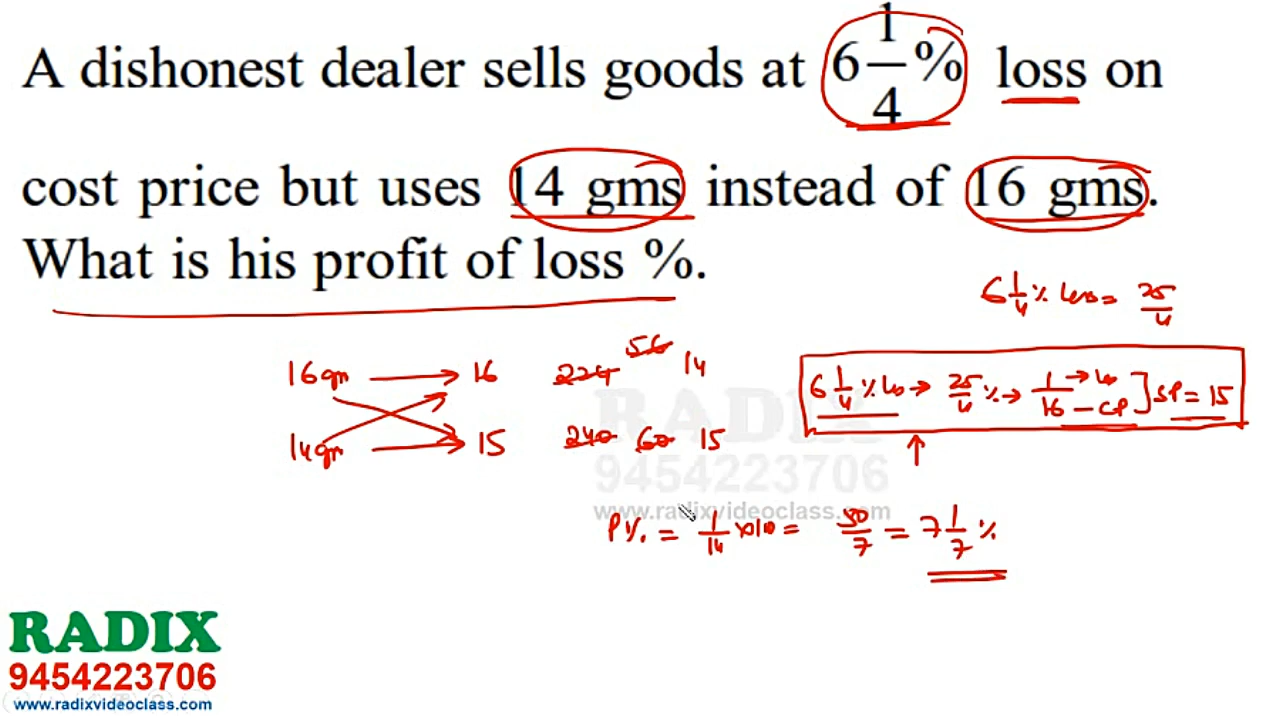 A dishonest dealer sells goods at 6 1/4 % loss on
cost price but uses 14 gms instead of 16 gms.
What is his profit of loss %.
6 1/4 % loss = 25/4
16gm → 16 224 56 14
6 1/4 % lo → 25/4 % → 1/16 → lo – CP ] SP = 15
14gm → 15 240 60 15
RADIX
9454223706
www.radixvideoclass.com
P% = 1/14 × 100 = 50/7 = 7 1/7 %
RADIX
9454223706
www.radixvideoclass.com